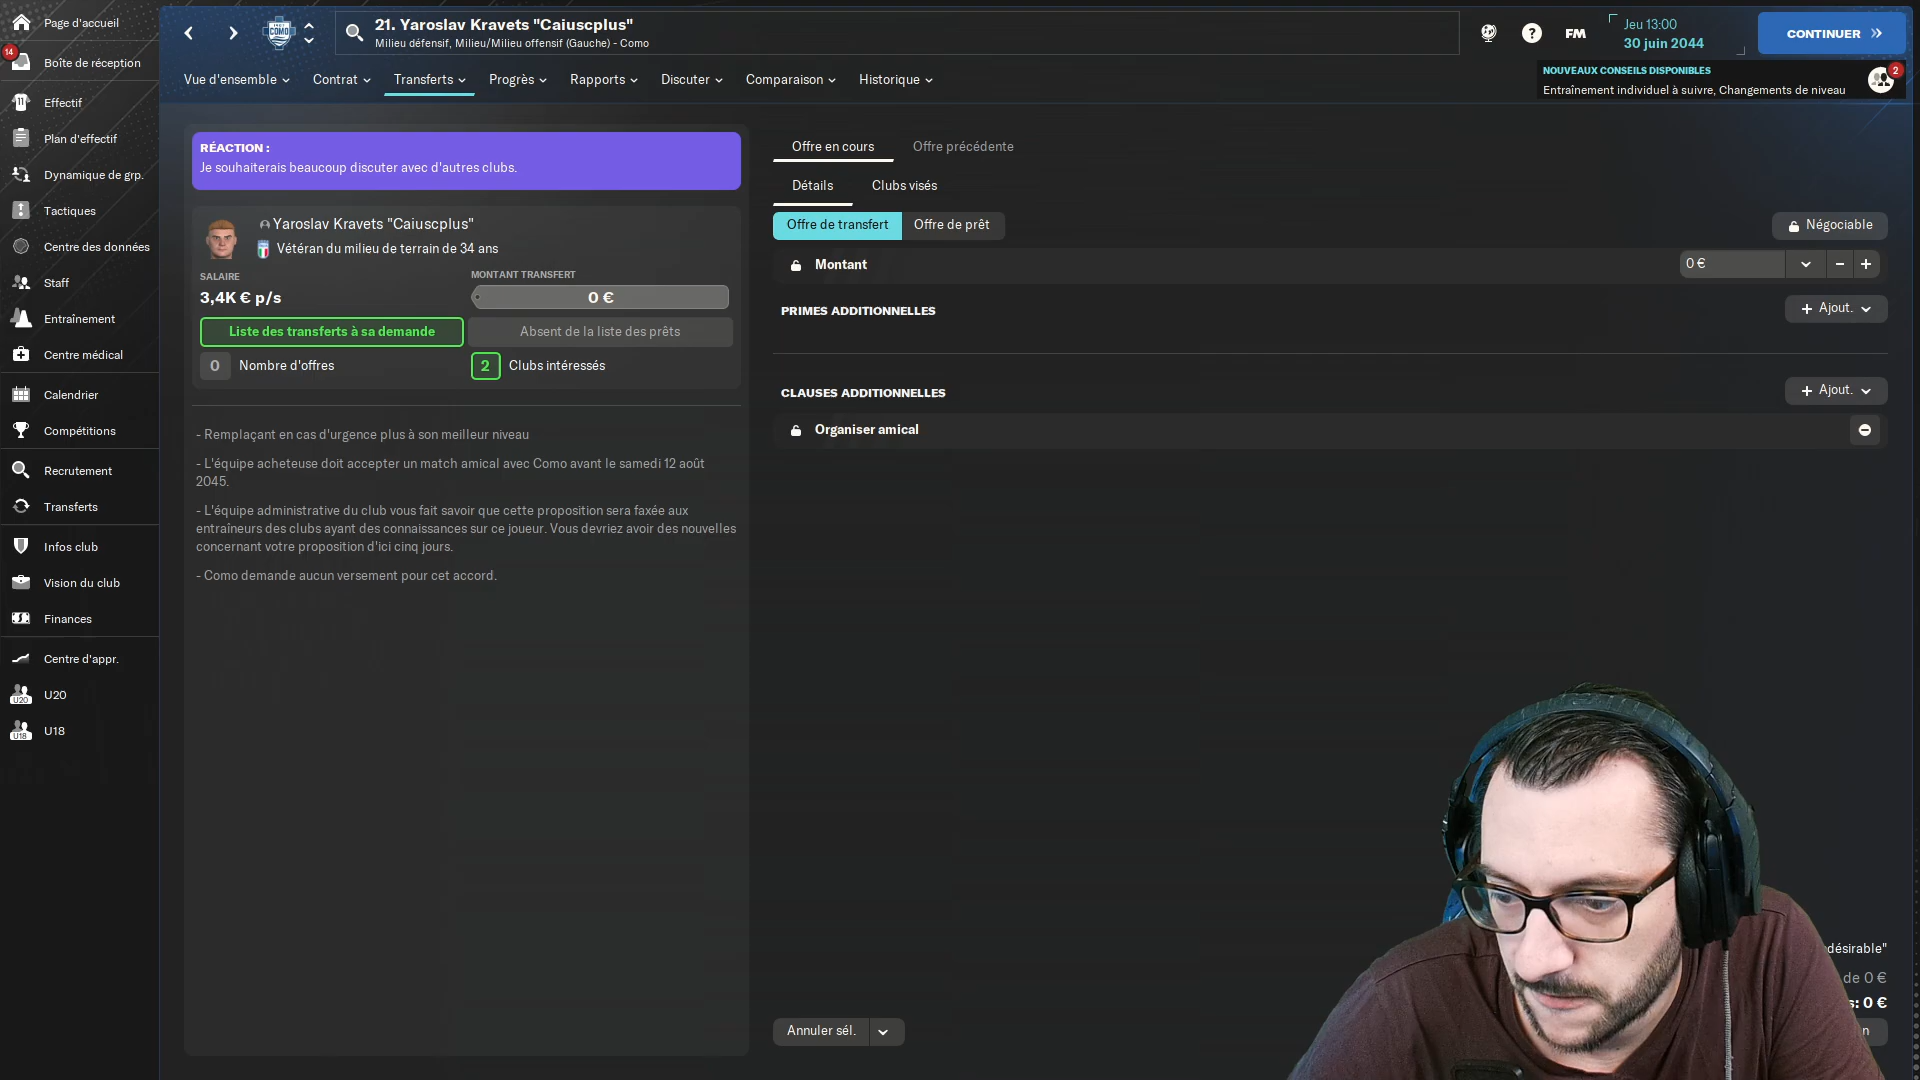 Page d'accueil
14
Boîte de réception
Effectif
Plan d'effectif
Dynamique de grp.
Tactiques
Centre des données
Staff
Entraînement
Centre médical
Calendrier
Compétitions
Recrutement
Transferts
Infos club
Vision du club
Finances
Centre d'appr.
U20
U20
U18
U18
COMO
21. Yaroslav Kravets "Caiuscplus"
Milieu défensif, Milieu/Milieu offensif (Gauche) - Como
?
FM
Jeu 13:00
30 juin 2044
CONTINUER
Vue d'ensemble
Contrat
Transferts
Progrès
Rapports
Discuter
Comparaison
Historique
NOUVEAUX CONSEILS DISPONIBLES
Entraînement individuel à suivre, Changements de niveau
2
RÉACTION :
Je souhaiterais beaucoup discuter avec d'autres clubs.
Yaroslav Kravets "Caiuscplus"
Vétéran du milieu de terrain de 34 ans
SALAIRE
3,4K € p/s
MONTANT TRANSFERT
0 €
Liste des transferts à sa demande
Absent de la liste des prêts
0 Nombre d'offres
2 Clubs intéressés
- Remplaçant en cas d'urgence plus à son meilleur niveau
- L'équipe acheteuse doit accepter un match amical avec Como avant le samedi 12 août
2045.
- L'équipe administrative du club vous fait savoir que cette proposition sera faxée aux
entraîneurs des clubs ayant des connaissances sur ce joueur. Vous devriez avoir des nouvelles
concernant votre proposition d'ici cinq jours.
- Como demande aucun versement pour cet accord.
Offre en cours
Offre précédente
Détails
Clubs visés
Offre de transfert
Offre de prêt
Négociable
Montant
0 €
PRIMES ADDITIONNELLES
Ajout.
CLAUSES ADDITIONNELLES
Ajout.
Organiser amical
désirable"
de 0 €
s: 0 €
n
Annuler sél.